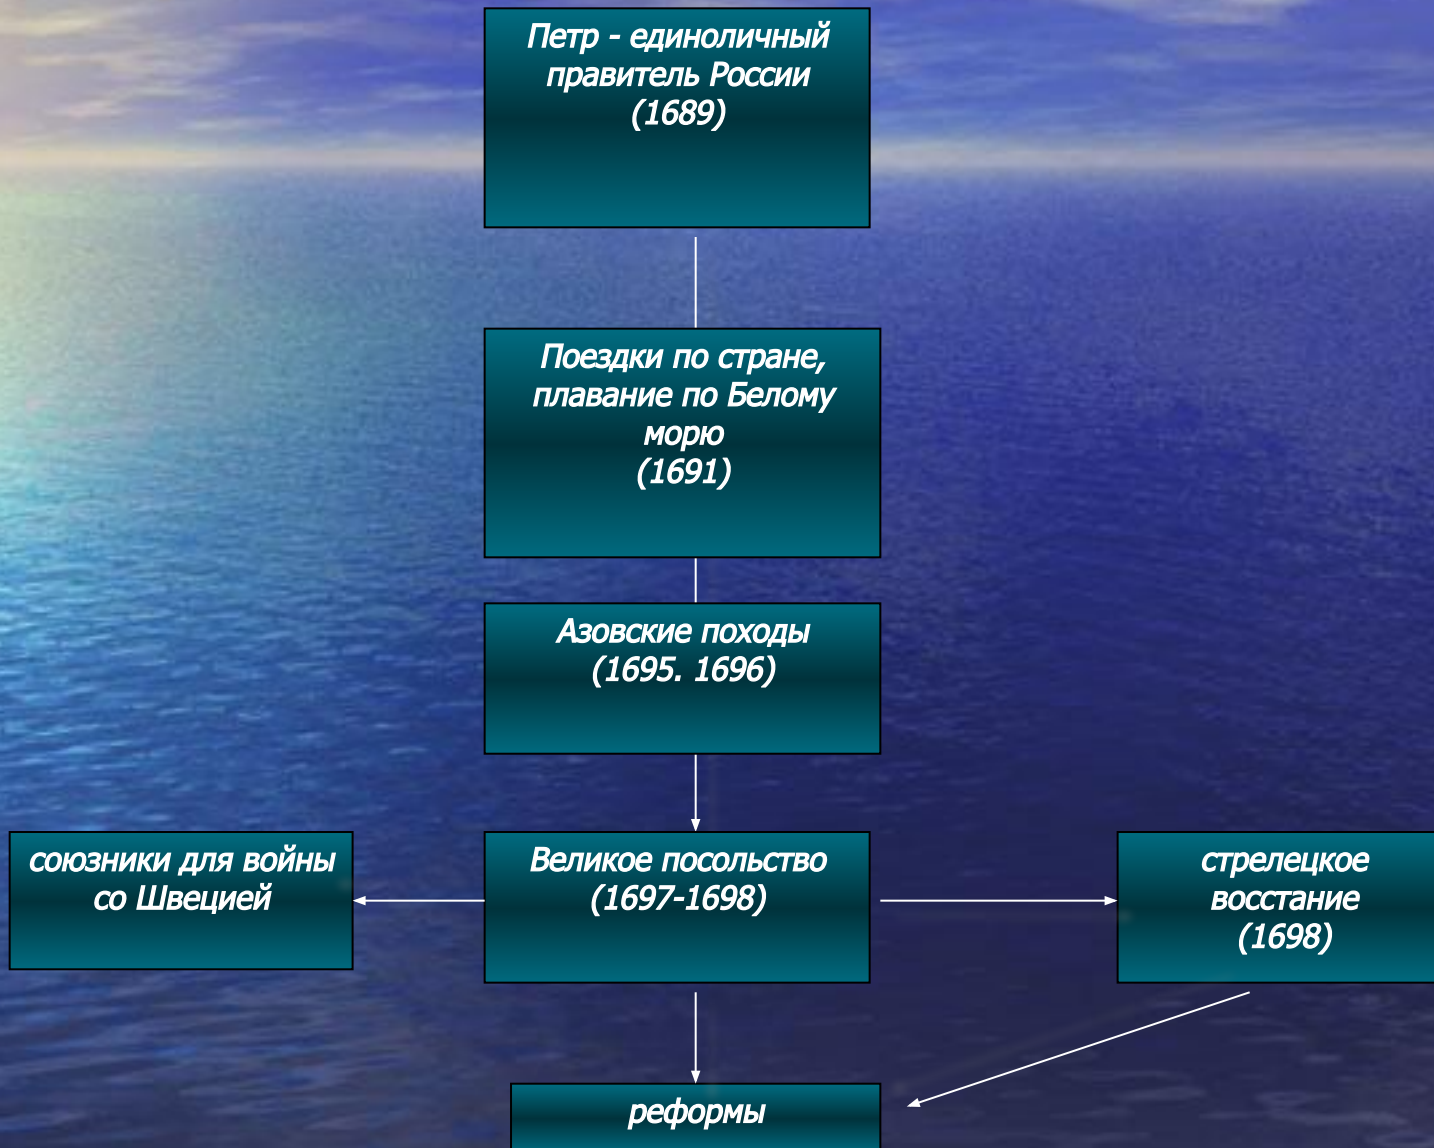 Петр - единоличный
правитель России
(1689)
Поездки по стране,
плавание по Белому
морю
(1691)
Азовские походы
(1695. 1696)
союзники для войны
со Швецией
Великое посольство
(1697-1698)
стрелецкое
восстание
(1698)
реформы